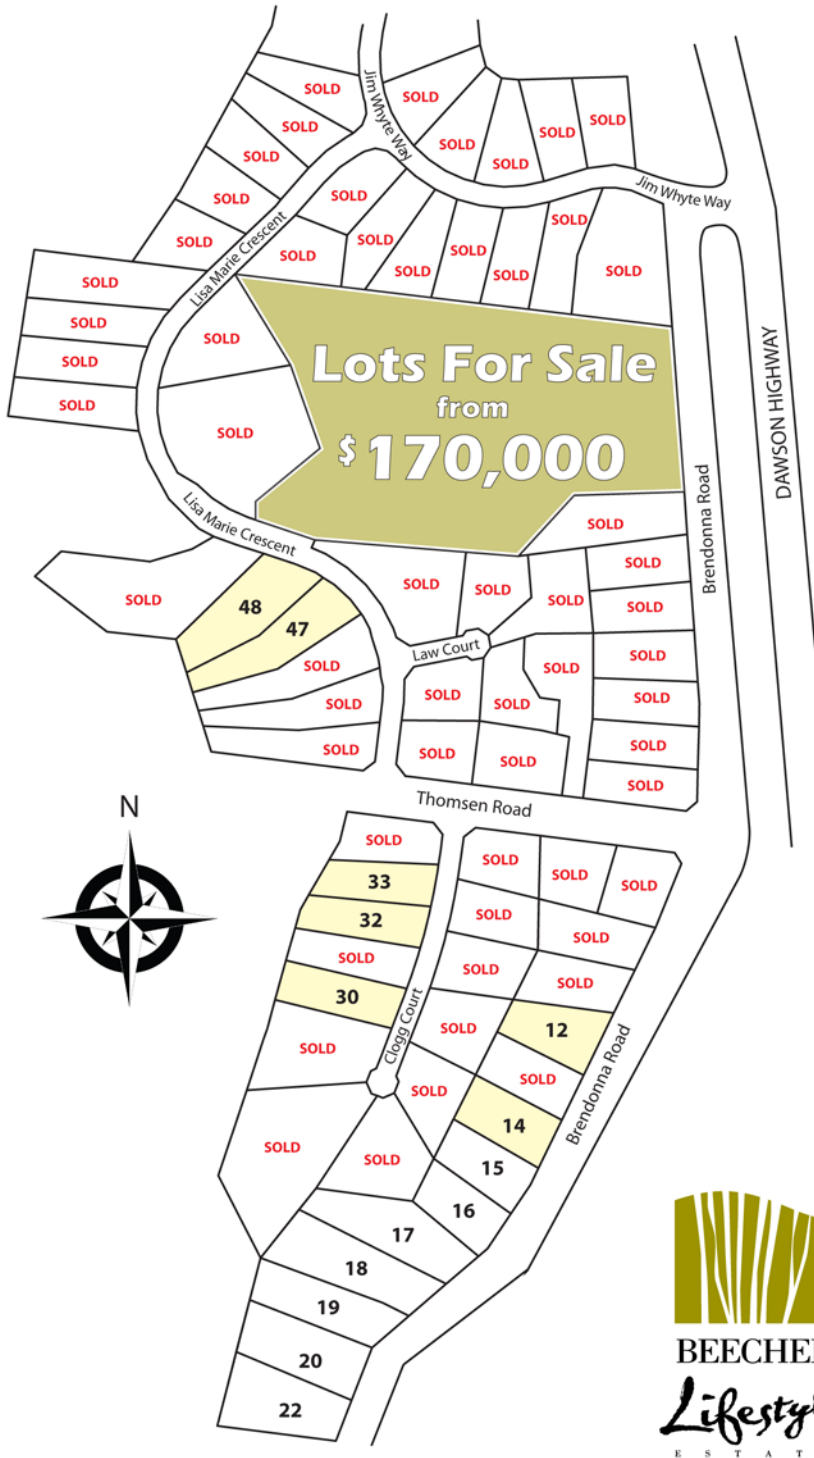 SOLD
SOLD
Jim Whyte Way
SOLD
SOLD
SOLD
SOLD
SOLD
SOLD
SOLD
SOLD
SOLD
SOLD
Jim Whyte Way
SOLD
SOLD
SOLD
SOLD
SOLD
SOLD
SOLD
SOLD
SOLD
Lisa Marie Crescent
SOLD
SOLD
SOLD
SOLD
SOLD
SOLD
Lots For Sale
from
$170,000
DAWSON HIGHWAY
Brendonna Road
Lisa Marie Crescent
SOLD
SOLD
SOLD
SOLD
SOLD
SOLD
SOLD
48
47
Law Court
SOLD
SOLD
SOLD
SOLD
SOLD
SOLD
SOLD
SOLD
SOLD
SOLD
SOLD
SOLD
SOLD
Thomsen Road
N
SOLD
SOLD
SOLD
SOLD
33
32
SOLD
SOLD
SOLD
SOLD
SOLD
30
Clogg Court
SOLD
12
Brendonna Road
SOLD
SOLD
SOLD
14
SOLD
SOLD
15
16
17
18
19
20
22
BEECHE
Lifesty
E S T A T